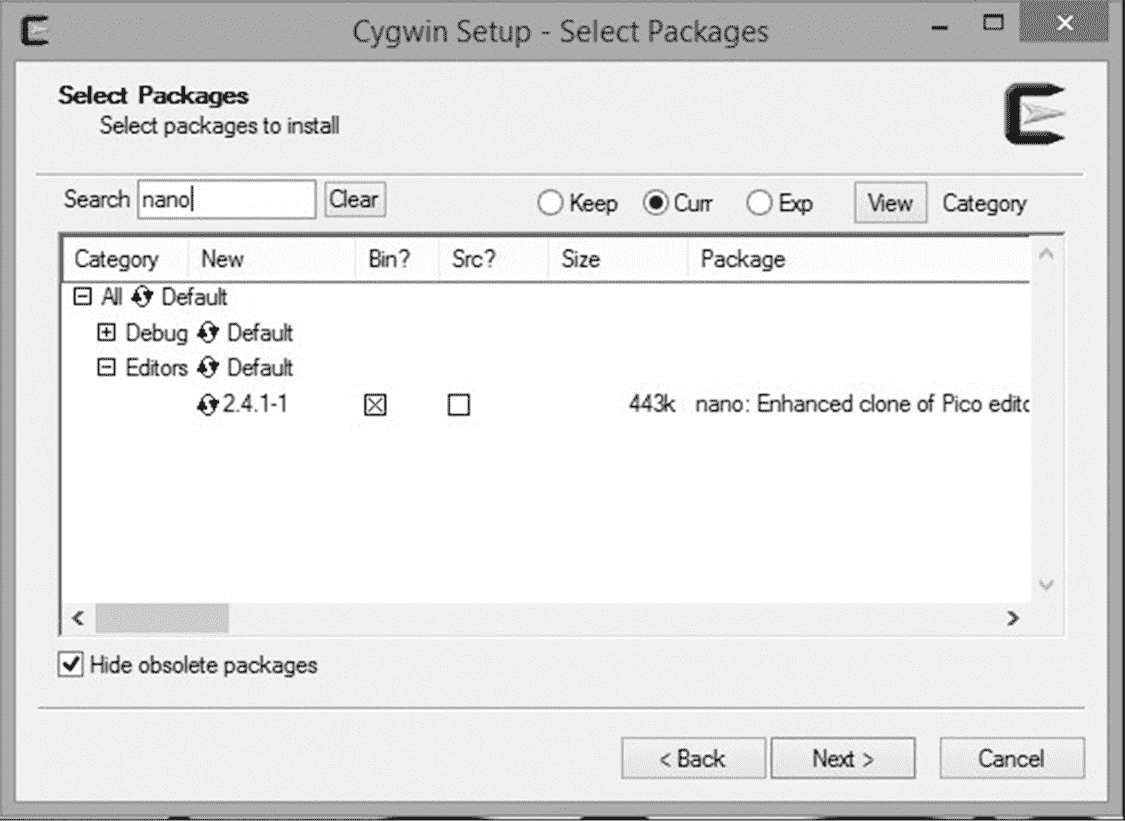 Cygwin Setup - Select Packages
Select Packages
Select packages to install
Search nano Clear Keep Curr Exp View Category
Category New Bin? Src? Size Package
All Default
Debug Default
Editors Default
2.4.1-1 443k nano: Enhanced clone of Pico edito
Hide obsolete packages
< Back Next > Cancel